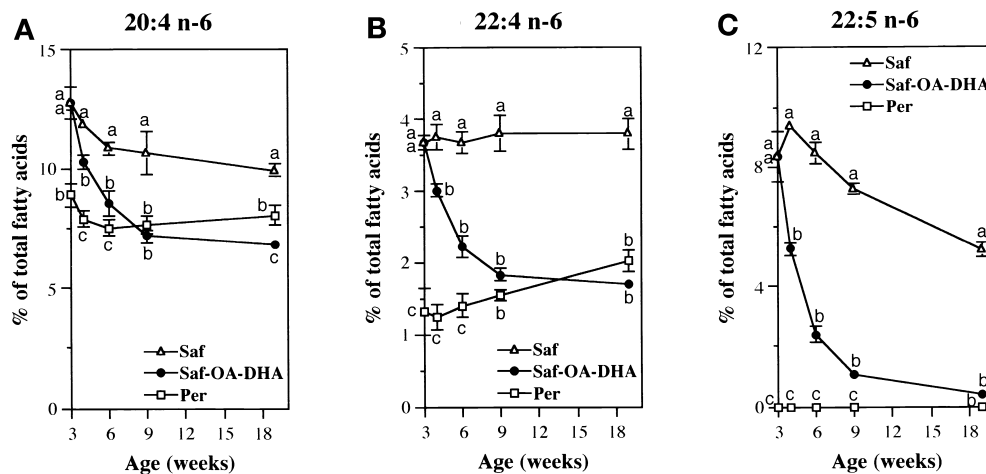 A
20:4 n-6
% of total fatty acids
15
10
5
0
a
a
a
a
a
a
b
b
b
b
b
b
c
c
b
c
Saf
Saf-OA-DHA
Per
3 6 9 12 15 18
Age (weeks)
B
22:4 n-6
% of total fatty acids
5
4
3
2
1
0
a
a
a
a
a
a
b
b
b
b
b
c
c
c
b
Saf
Saf-OA-DHA
Per
3 6 9 12 15 18
Age (weeks)
C
22:5 n-6
% of total fatty acids
12
8
4
0
Saf
Saf-OA-DHA
Per
a
a
a
a
a
a
b
b
b
b
c
c
c
c
b
3 6 9 12 15 18
Age (weeks)